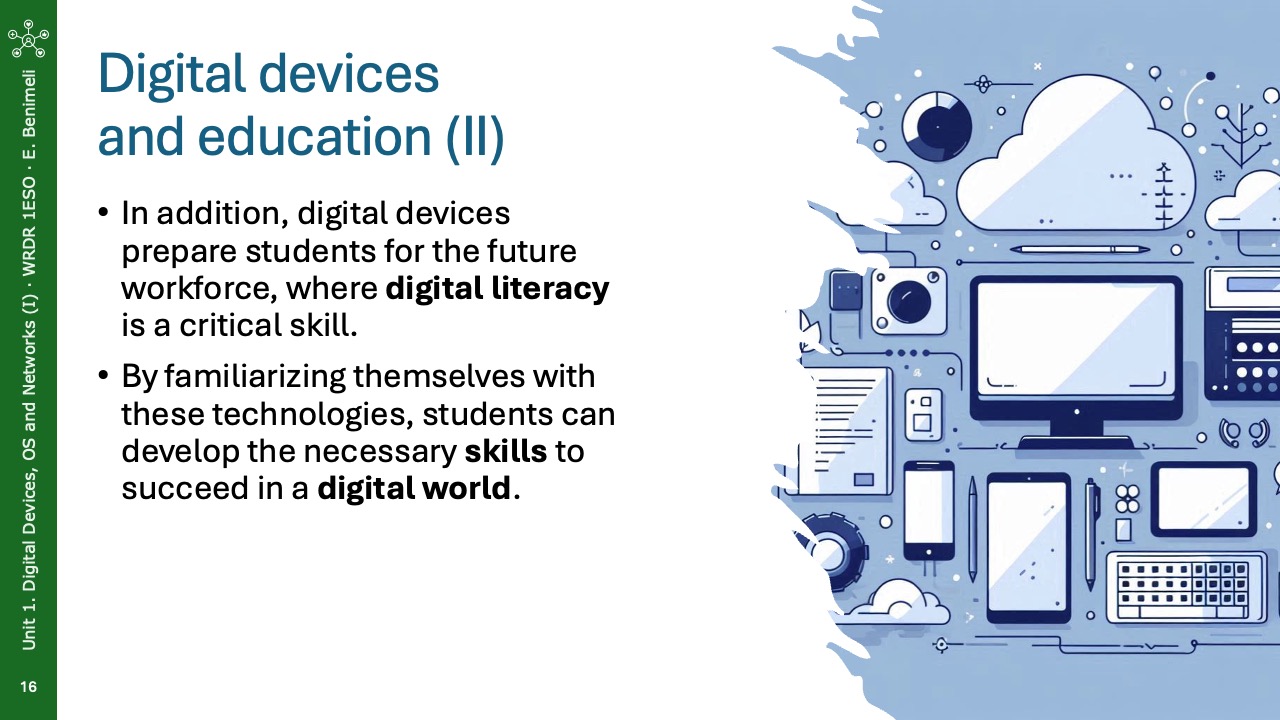 Digital devices
and education (II)
• In addition, digital devices
prepare students for the future
workforce, where digital literacy
is a critical skill.
• By familiarizing themselves with
these technologies, students can
develop the necessary skills to
succeed in a digital world.
Unit 1. Digital Devices, OS and Networks (I) · WRDR 1ESO · E. Benimeli
16